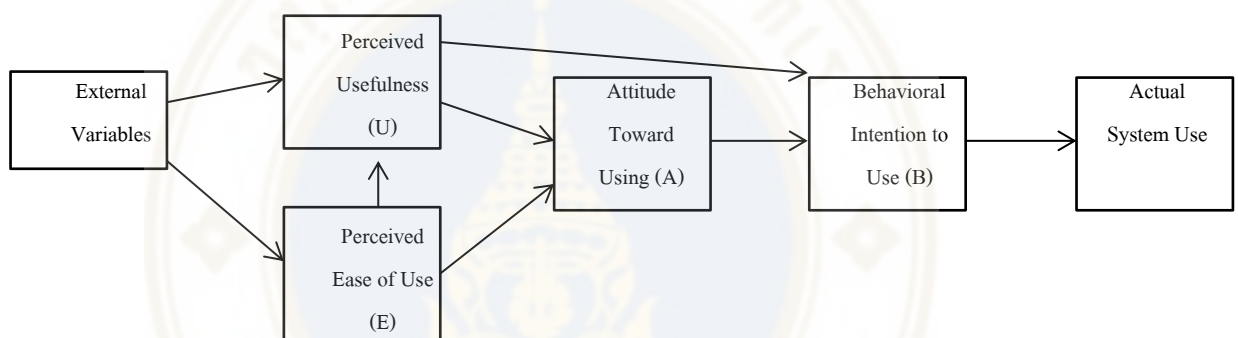 External
Variables
Perceived
Usefulness
(U)
Perceived
Ease of Use
(E)
Attitude
Toward
Using (A)
Behavioral
Intention to
Use (B)
Actual
System Use